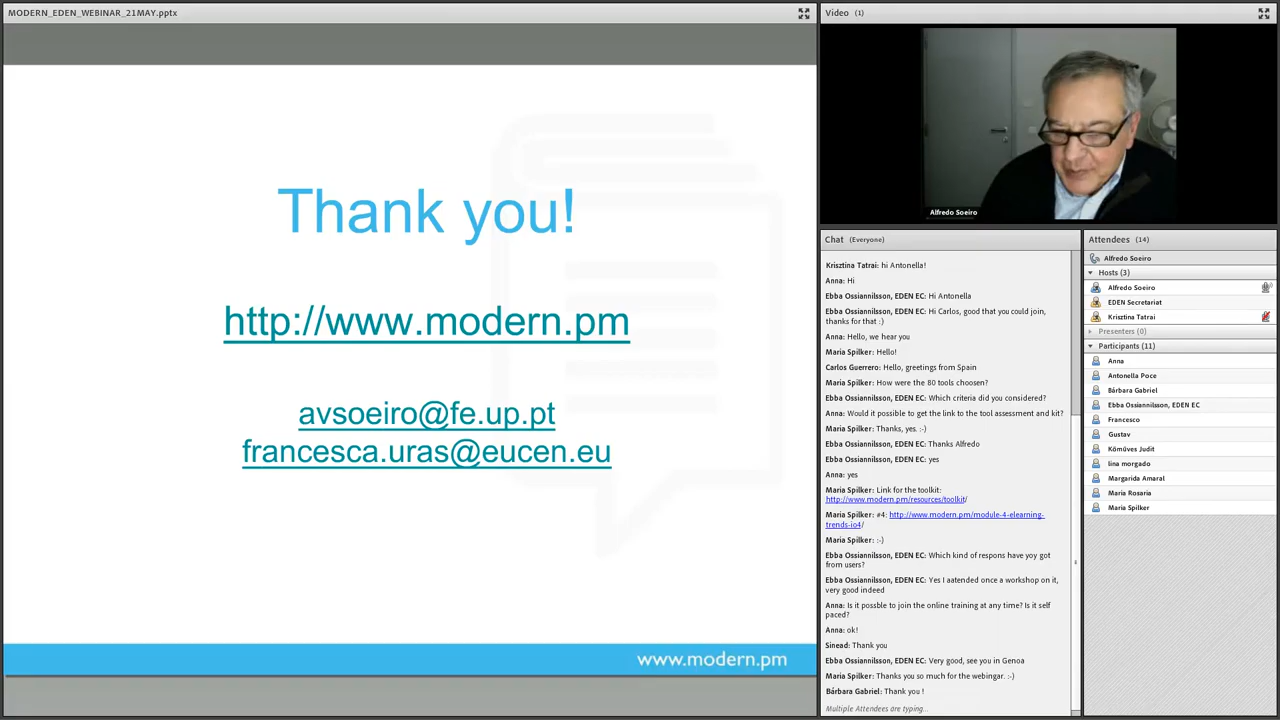 MODERN_EDEN_WEBINAR_21MAY.pptx
Thank you!
http://www.modern.pm
avsoeiro@fe.up.pt
francesca.uras@eucen.eu
www.modern.pm
Video (1)
Alfredo Soeiro
Chat (Everyone)
Krisztina Tatrai: hi Antonella!
Anna: Hi
Ebba Ossiannilsson, EDEN EC: Hi Antonella
Ebba Ossiannilsson, EDEN EC: Hi Carlos, good that you could join,
thanks for that :)
Anna: Hello, we hear you
Maria Spilker: Hello!
Carlos Guerrero: Hello, greetings from Spain
Maria Spilker: How were the 80 tools choosen?
Ebba Ossiannilsson, EDEN EC: Which criteria did you considered?
Anna: Would it possible to get the link to the tool assessment and kit?
Maria Spilker: Thanks, yes. :-)
Ebba Ossiannilsson, EDEN EC: Thanks Alfredo
Ebba Ossiannilsson, EDEN EC: yes
Anna: yes
Maria Spilker: Link for the toolkit:
http://www.modern.pm/resources/toolkit/
Maria Spilker: #4: http://www.modern.pm/module-4-elearning-
trends-io4/
Maria Spilker: :-)
Ebba Ossiannilsson, EDEN EC: Which kind of respons have yoy got
from users?
Ebba Ossiannilsson, EDEN EC: Yes I aatended once a workshop on it,
very good indeed
Anna: Is it possble to join the online training at any time? Is it self
paced?
Anna: ok!
Sinead: Thank you
Ebba Ossiannilsson, EDEN EC: Very good, see you in Genoa
Maria Spilker: Thanks you so much for the webingar. :-)
Bárbara Gabriel: Thank you !
Multiple Attendees are typing...
Attendees (14)
Alfredo Soeiro
Hosts (3)
Alfredo Soeiro
EDEN Secretariat
Krisztina Tatrai
Presenters (0)
Participants (11)
Anna
Antonella Poce
Bárbara Gabriel
Ebba Ossiannilsson, EDEN EC
Francesco
Gustav
Kömüves Judit
lina morgado
Margarida Amaral
Maria Rosaria
Maria Spilker